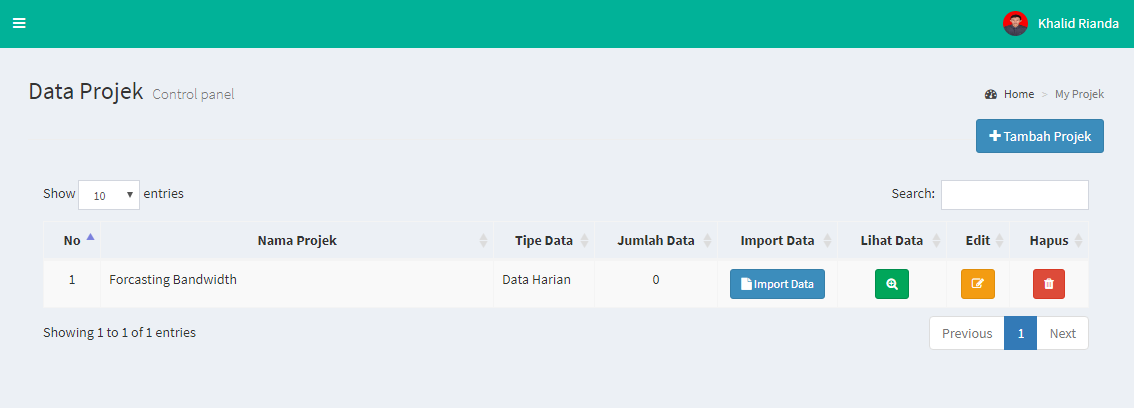 Khalid Rianda
Data Projek Control panel
Home > My Projek
Tambah Projek
Show 10 entries Search:
No Nama Projek Tipe Data Jumlah Data Import Data Lihat Data Edit Hapus
1 Forcasting Bandwidth Data Harian 0 Import Data
Showing 1 to 1 of 1 entries Previous 1 Next